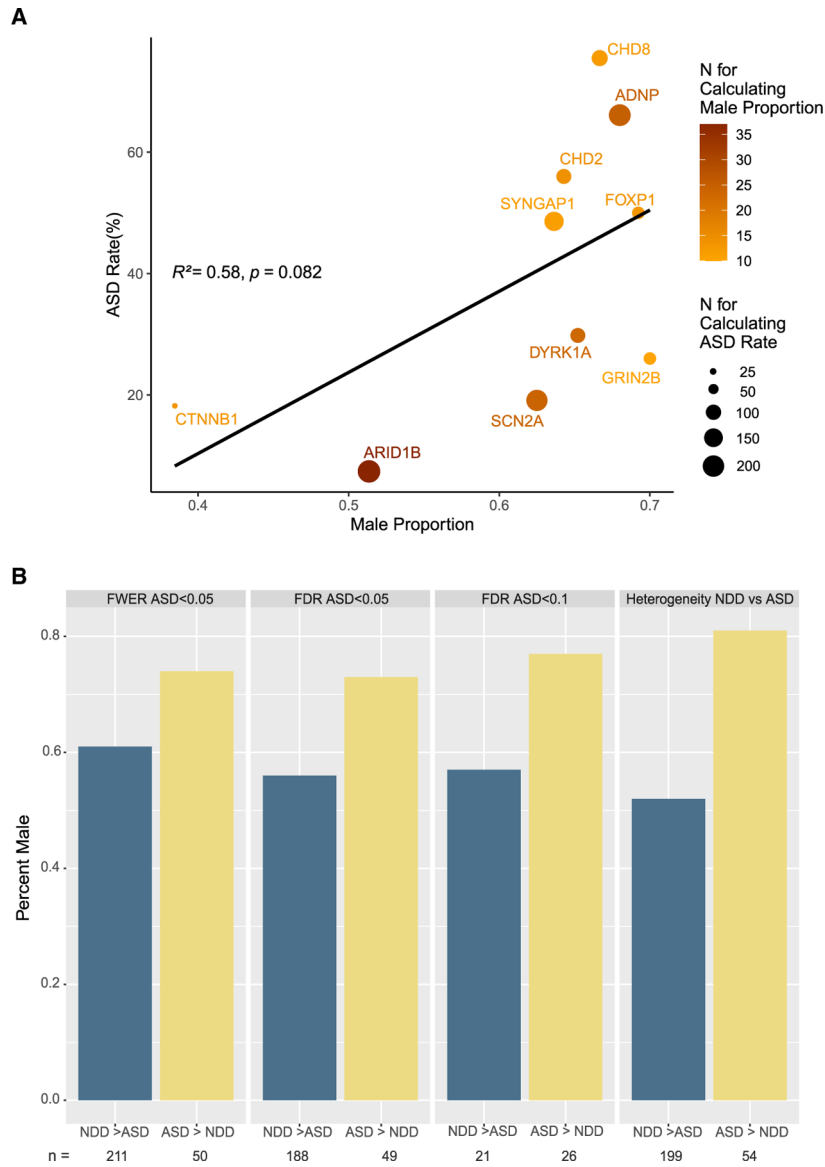 A
CHD8
ADNP
CHD2
SYNGAP1
FOXP1
DYRK1A
GRIN2B
SCN2A
ARID1B
CTNNB1
R²= 0.58, p = 0.082
ASD Rate(%)
60
40
20
0.4
0.5
0.6
0.7
Male Proportion
N for
Calculating
Male Proportion
35
30
25
20
15
10
N for
Calculating
ASD Rate
25
50
100
150
200
B
FWER ASD<0.05
FDR ASD<0.05
FDR ASD<0.1
Heterogeneity NDD vs ASD
Percent Male
0.8
0.6
0.4
0.2
0.0
NDD >ASD
ASD > NDD
NDD >ASD
ASD > NDD
NDD >ASD
ASD > NDD
NDD >ASD
ASD > NDD
n = 211 50 188 49 21 26 199 54